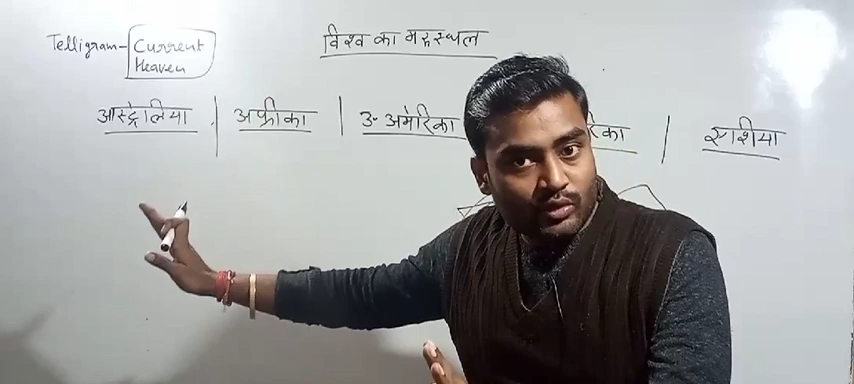 Telligram - Current Heaven
विश्व का मरुस्थल
आस्ट्रेलिया | अफ्रीका | उ॰ अमेरिका | एशिया